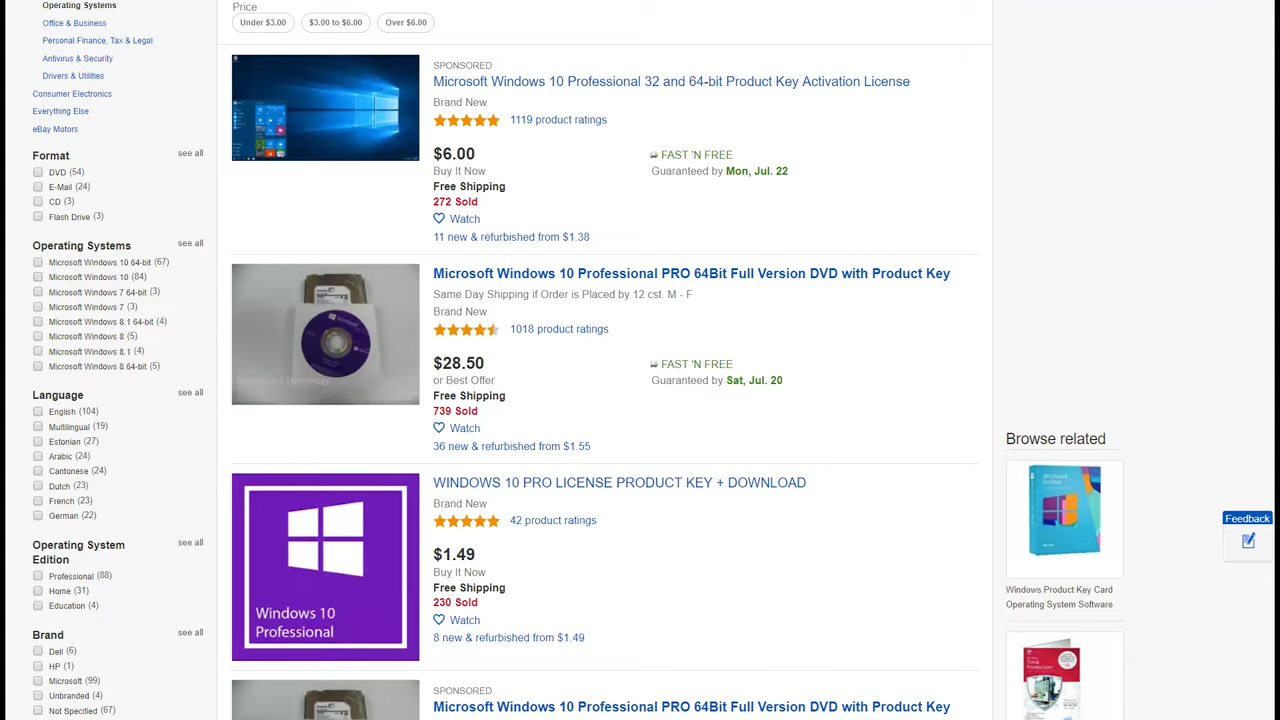 Operating Systems
Office & Business
Personal Finance, Tax & Legal
Antivirus & Security
Drivers & Utilities
Consumer Electronics
Everything Else
eBay Motors
Format
see all
DVD (54)
E-Mail (24)
CD (3)
Flash Drive (3)
Operating Systems
see all
Microsoft Windows 10 64-bit (67)
Microsoft Windows 10 (84)
Microsoft Windows 7 64-bit (3)
Microsoft Windows 7 (3)
Microsoft Windows 8.1 64-bit (4)
Microsoft Windows 8 (5)
Microsoft Windows 8.1 (4)
Microsoft Windows 8 64-bit (5)
Language
see all
English (104)
Multilingual (19)
Estonian (27)
Arabic (24)
Cantonese (24)
Dutch (23)
French (23)
German (22)
Operating System
Edition
see all
Professional (88)
Home (31)
Education (4)
Brand
see all
Dell (6)
HP (1)
Microsoft (99)
Unbranded (4)
Not Specified (67)
Price
Under $3.00
$3.00 to $6.00
Over $6.00
SPONSORED
Microsoft Windows 10 Professional 32 and 64-bit Product Key Activation License
Brand New
1119 product ratings
$6.00
Buy It Now
Free Shipping
272 Sold
Watch
11 new & refurbished from $1.38
FAST 'N FREE
Guaranteed by Mon, Jul. 22
Microsoft Windows 10 Professional PRO 64Bit Full Version DVD with Product Key
Same Day Shipping if Order is Placed by 12 cst. M - F
Brand New
1018 product ratings
$28.50
or Best Offer
Free Shipping
739 Sold
Watch
36 new & refurbished from $1.55
FAST 'N FREE
Guaranteed by Sat, Jul. 20
Windows 10
Professional
WINDOWS 10 PRO LICENSE PRODUCT KEY + DOWNLOAD
Brand New
42 product ratings
$1.49
Buy It Now
Free Shipping
230 Sold
Watch
8 new & refurbished from $1.49
SPONSORED
Microsoft Windows 10 Professional PRO 64Bit Full Version DVD with Product Key
Browse related
Windows Product Key Card
Operating System Software
Total
Protection
Feedback